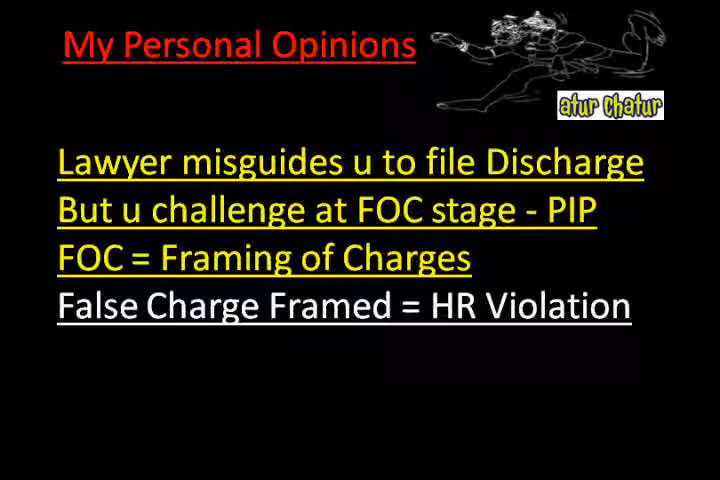 My Personal Opinions
atur chatur
Lawyer misguides u to file Discharge
But u challenge at FOC stage - PIP
FOC = Framing of Charges
False Charge Framed = HR Violation